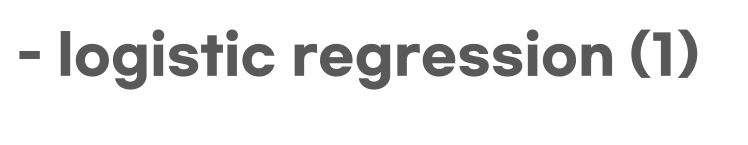 - logistic regression (1)